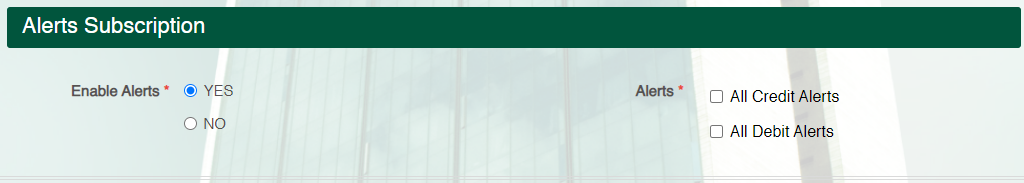 Alerts Subscription
Enable Alerts * YES
NO
Alerts * All Credit Alerts
All Debit Alerts